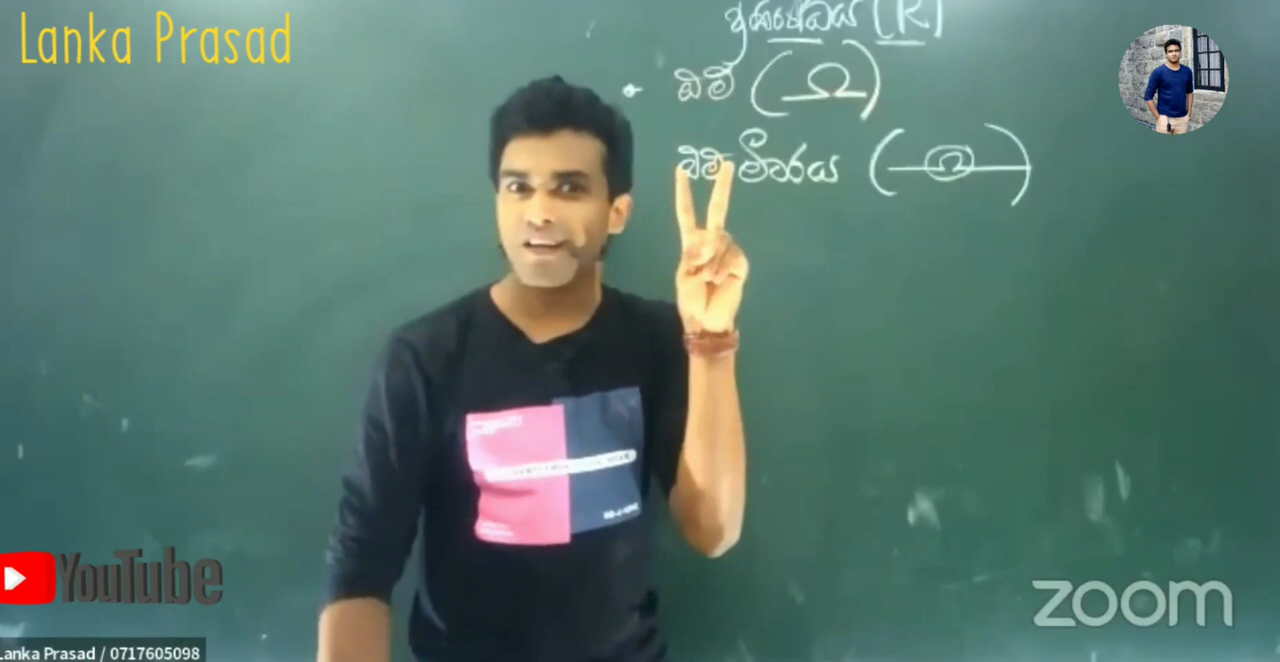 Lanka Prasad
ප්‍රතිරෝධය (R)
ඕම් (Ω)
ඕම් මීටරය (Ω)
YouTube
zoom
Lanka Prasad / 0717605098